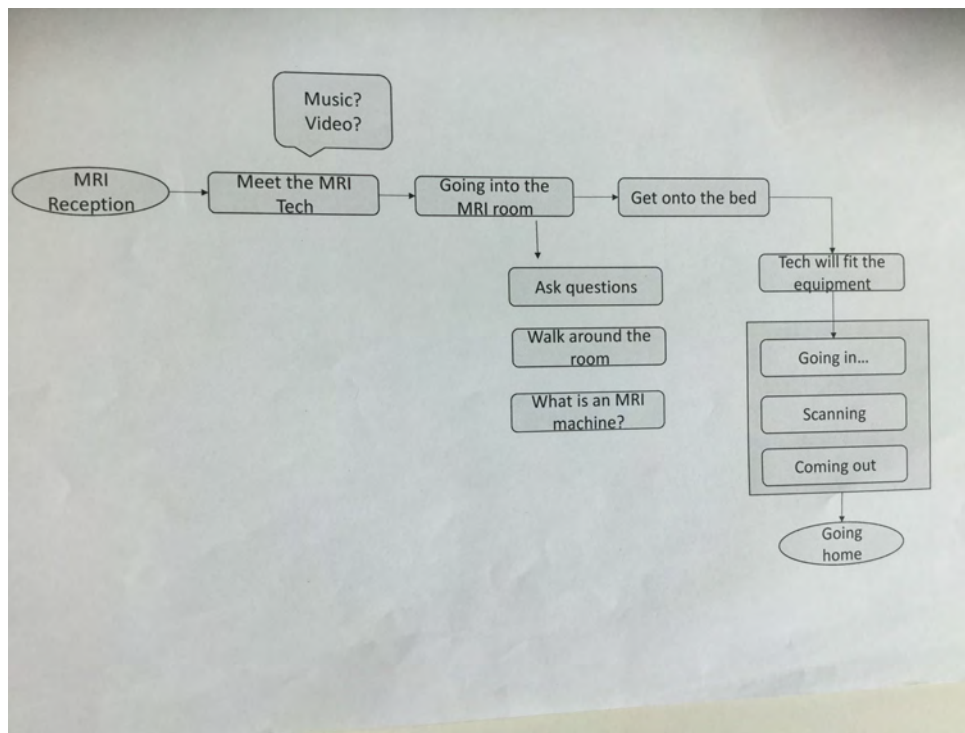 Music?
Video?
MRI
Reception
Meet the MRI
Tech
Going into the
MRI room
Get onto the bed
Tech will fit the
equipment
Ask questions
Walk around the
room
What is an MRI
machine?
Going in...
Scanning
Coming out
Going
home